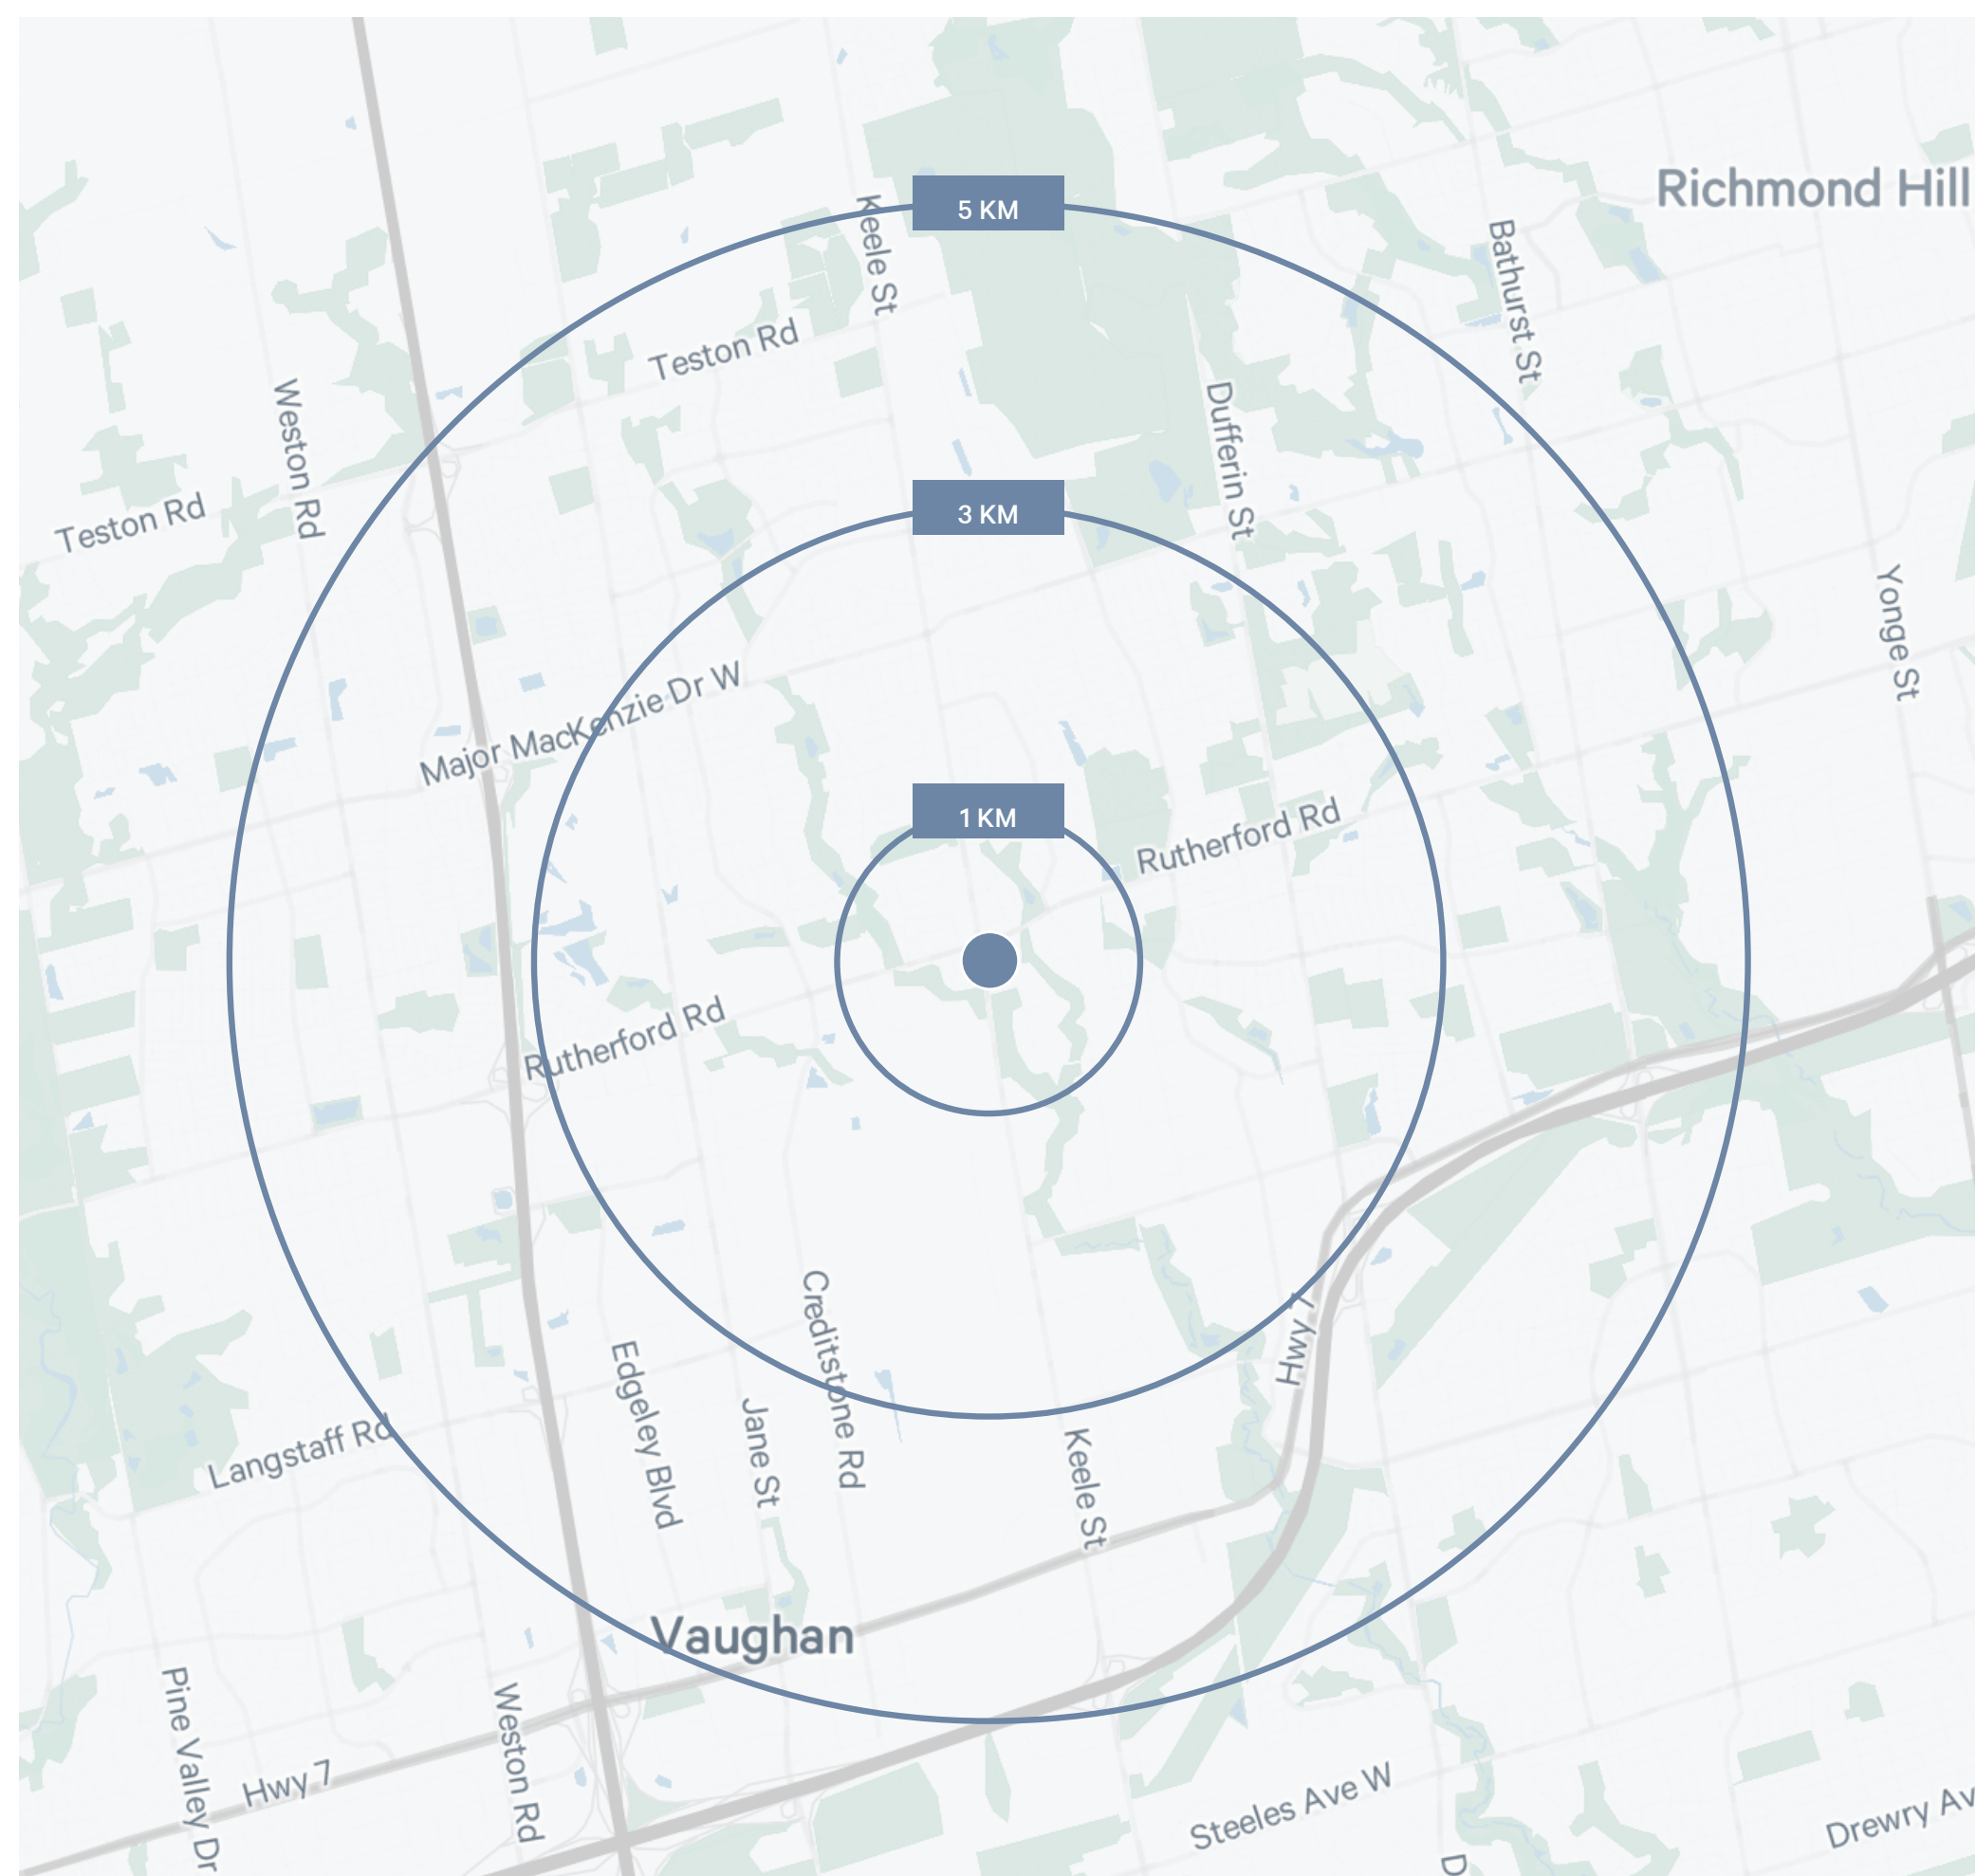 Richmond Hill
5 KM
Keele St
Bathurst St
Teston Rd
Weston Rd
Dufferin St
3 KM
Teston Rd
Yonge St
Major MacKenzie Dr W
1 KM
Rutherford Rd
Rutherford Rd
Creditstone Rd
Hwy 7
Edgeley Blvd
Jane St
Langstaff Rd
Keele St
Vaughan
Pine Valley Dr
Weston Rd
Hwy 7
Steeles Ave W
Drewry Av
D